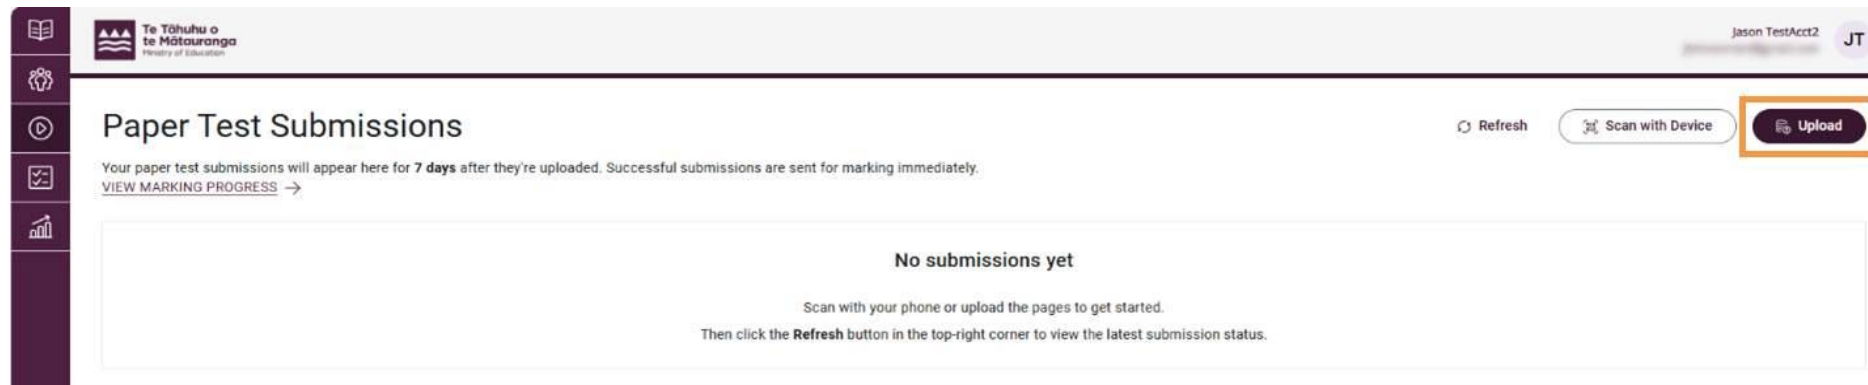 Te Tāhuhu o
te Mātauranga
Ministry of Education
Jason TestAcct2
JT
Paper Test Submissions
Refresh
Scan with Device
Upload
Your paper test submissions will appear here for 7 days after they're uploaded. Successful submissions are sent for marking immediately.
VIEW MARKING PROGRESS →
No submissions yet
Scan with your phone or upload the pages to get started.
Then click the Refresh button in the top-right corner to view the latest submission status.